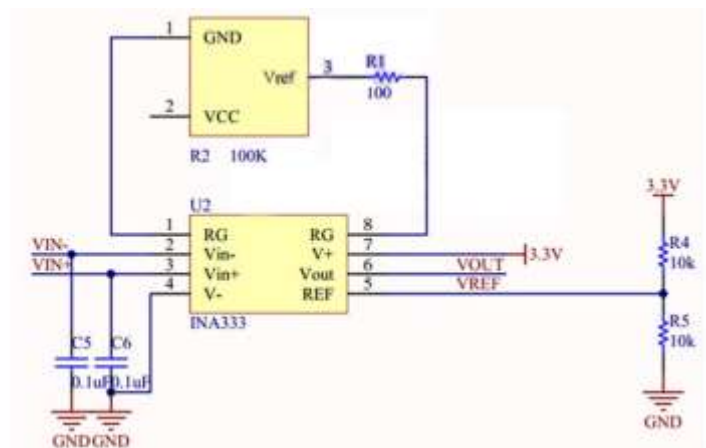 1 GND
Vref 3
R1
100
2 VCC
R2 100K
U2
1 RG RG 8
VIN- 2 Vin- V+ 7 3.3V
VIN+ 3 Vin+ Vout 6 VOUT
4 V- REF 5 VREF
INA333
3.3V
R4
10k
R5
10k
GND
C5 C6
0.1uF 0.1uF
GND GND